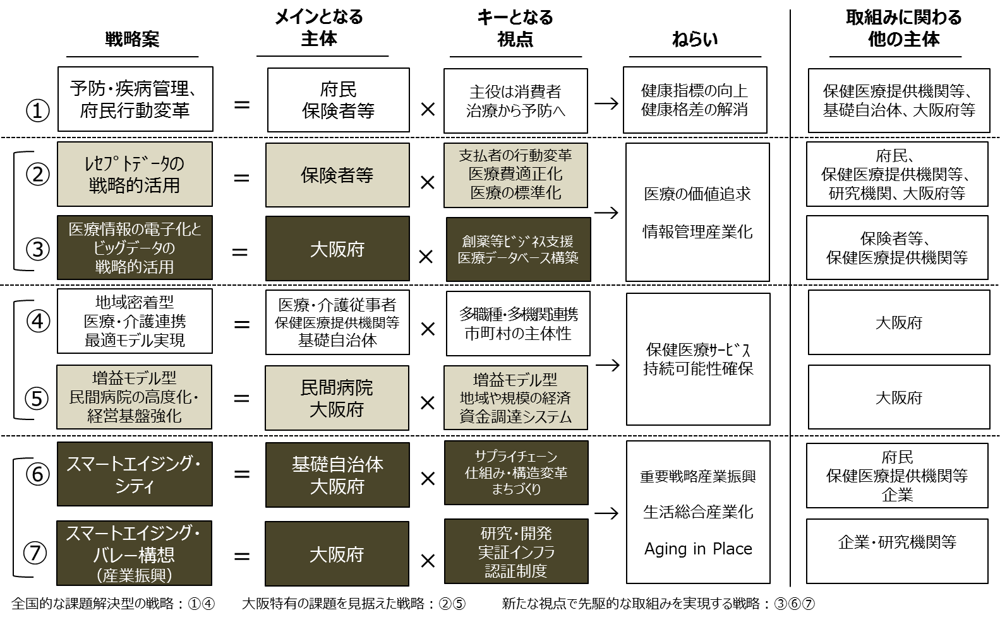 戦略案
メインとなる
主体
キーとなる
視点
ねらい
取組みに関わる
他の主体
①
予防・疾病管理、
府民行動変革
＝
府民
保険者等
×
主役は消費者
治療から予防へ
→
健康指標の向上
健康格差の解消
保健医療提供機関等、
基礎自治体、大阪府等
②
ﾚｾﾌﾟﾄﾃﾞｰﾀの
戦略的活用
＝
保険者等
×
支払者の行動変革
医療費適正化
医療の標準化
府民、
保健医療提供機関等、
研究機関、大阪府等
→
医療の価値追求
情報管理産業化
③
医療情報の電子化と
ビッグデータの
戦略的活用
＝
大阪府
×
創薬等ﾋﾞｼﾞﾈｽ支援
医療データベース構築
保険者等、
保健医療提供機関等
④
地域密着型
医療・介護連携
最適モデル実現
＝
医療・介護従事者
保健医療提供機関等
基礎自治体
×
多職種・多機関連携
市町村の主体性
大阪府
→
保健医療ｻｰﾋﾞｽ
持続可能性確保
⑤
増益モデル型
民間病院の高度化・
経営基盤強化
＝
民間病院
大阪府
×
増益モデル型
地域や規模の経済
資金調達システム
大阪府
⑥
スマートエイジング・
シティ
＝
基礎自治体
大阪府
×
サプライチェーン
仕組み・構造変革
まちづくり
府民
保健医療提供機関等
企業
→
重要戦略産業振興
生活総合産業化
Aging in Place
⑦
スマートエイジング・
バレー構想
（産業振興）
＝
大阪府
×
研究・開発
実証インフラ
認証制度
企業・研究機関等
全国的な課題解決型の戦略：①④
大阪特有の課題を見据えた戦略：②⑤
新たな視点で先駆的な取組みを実現する戦略：③⑥⑦